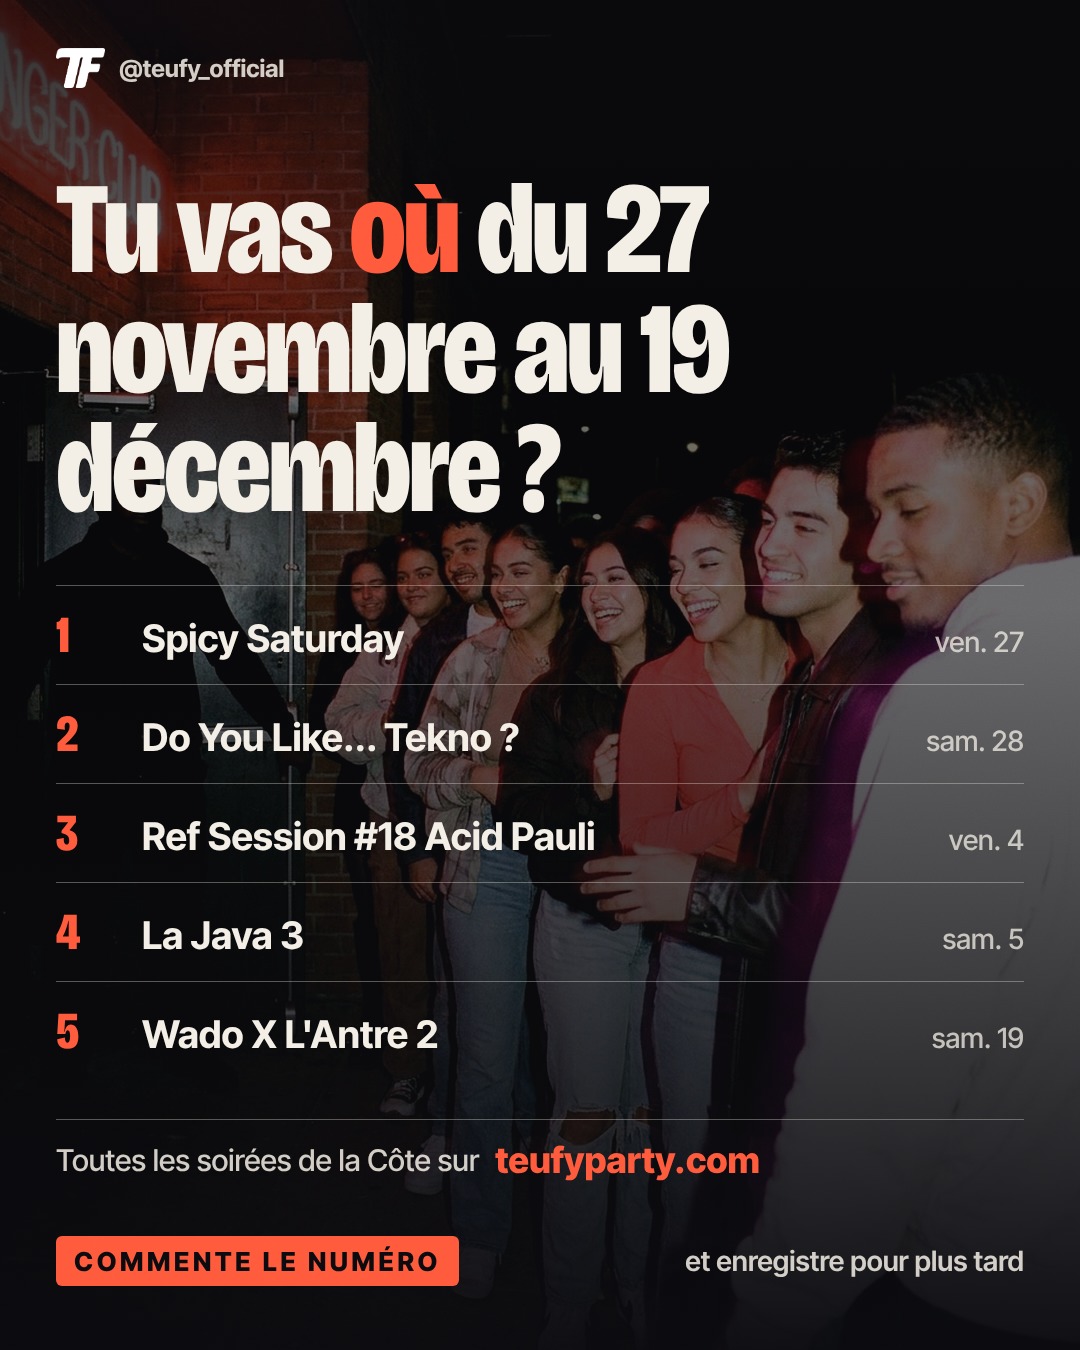 TF @teufy_official
NGER CLUB
Tu vas où du 27
novembre au 19
décembre ?
1 Spicy Saturday ven. 27
2 Do You Like... Tekno ? sam. 28
3 Ref Session #18 Acid Pauli ven. 4
4 La Java 3 sam. 5
5 Wado X L'Antre 2 sam. 19
Toutes les soirées de la Côte sur teufyparty.com
COMMENTE LE NUMÉRO et enregistre pour plus tard